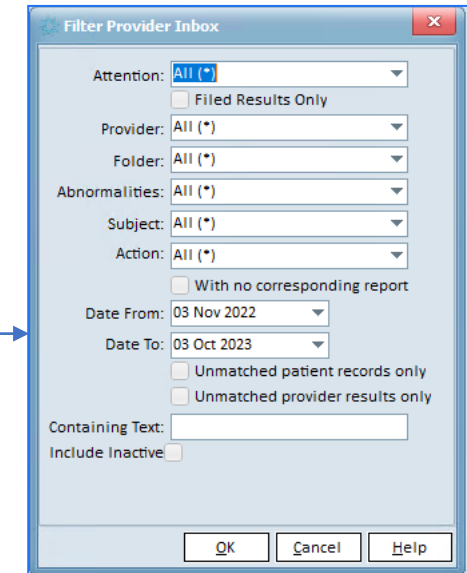 Filter Provider Inbox
Attention: All (*)
Filed Results Only
Provider: All (*)
Folder: All (*)
Abnormalities: All (*)
Subject: All (*)
Action: All (*)
With no corresponding report
Date From: 03 Nov 2022
Date To: 03 Oct 2023
Unmatched patient records only
Unmatched provider results only
Containing Text:
Include Inactive
OK Cancel Help